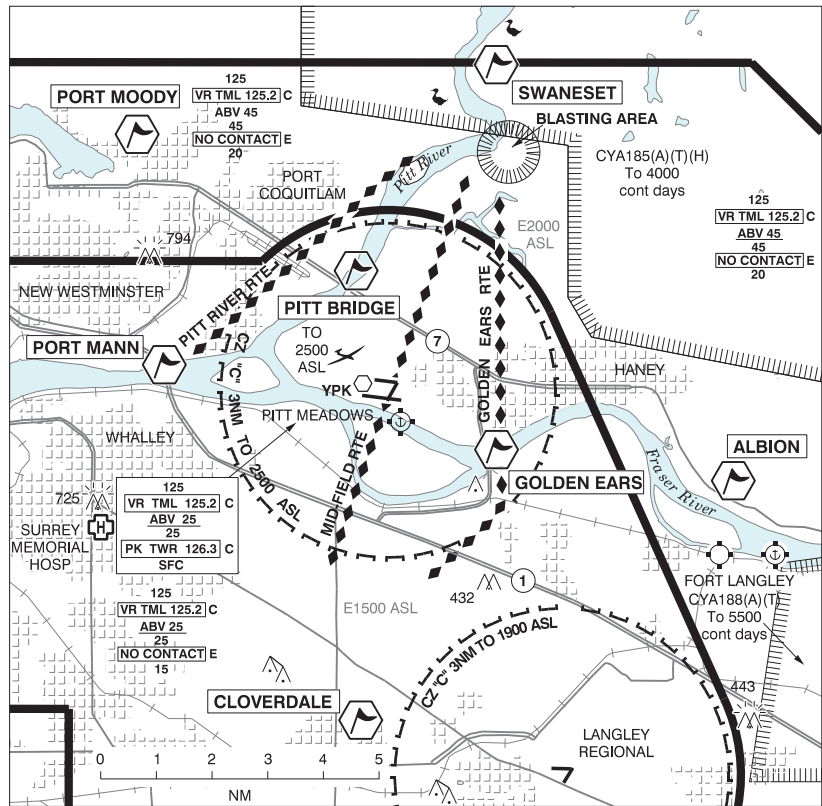 PORT MOODY
125
VR TML 125.2 C
ABV 45
45
NO CONTACT E
20
SWANESET
BLASTING AREA
CYA185(A)(T)(H)
To 4000
cont days
PORT
COQUITLAM
Pitt River
125
VR TML 125.2 C
ABV 45
45
NO CONTACT E
20
E2000
ASL
794
NEW WESTMINSTER
PITT RIVER RTE
PITT BRIDGE
GOLDEN EARS RTE
PORT MANN
CZ "C" 3NM TO 2500 ASL
TO
2500
ASL
7
HANEY
YPK
PITT MEADOWS
WHALLEY
MIDFIELD RTE
ALBION
Fraser River
GOLDEN EARS
725
H
SURREY
MEMORIAL
HOSP
125
VR TML 125.2 C
ABV 25
25
PK TWR 126.3 C
SFC
432
1
FORT LANGLEY
CYA188(A)(T)
To 5500
cont days
125
VR TML 125.2 C
ABV 25
25
NO CONTACT E
15
E1500 ASL
CZ "C" 3NM TO 1900 ASL
CLOVERDALE
443
LANGLEY
REGIONAL
0 1 2 3 4 5
NM